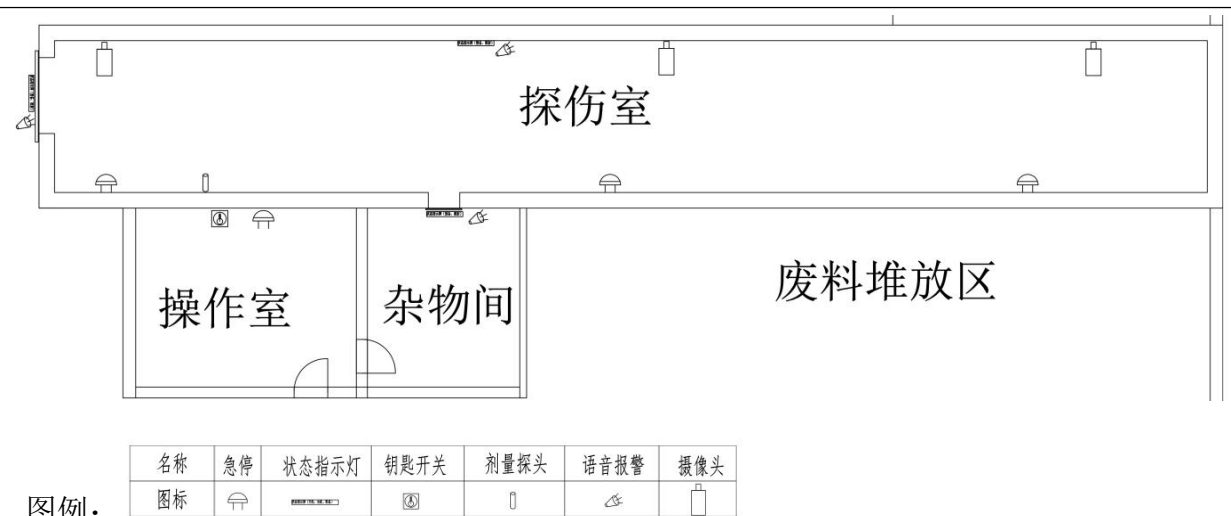 探伤室
操作室
杂物间
废料堆放区
名称 急停 状态指示灯 钥匙开关 剂量探头 语音报警 摄像头
图例： 图标